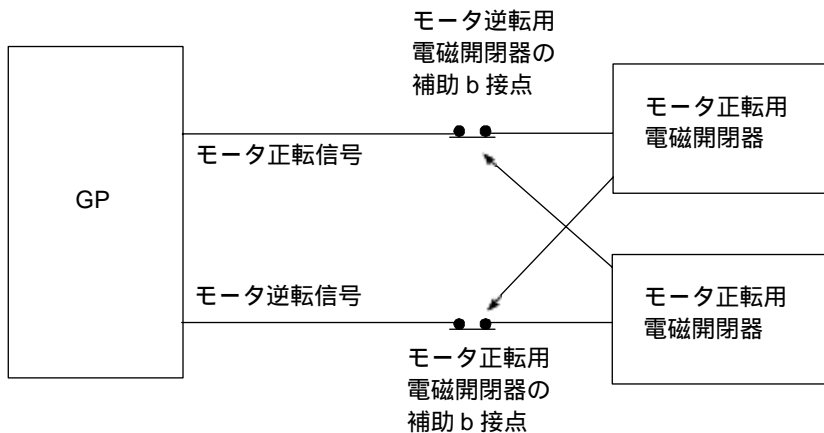 モータ逆転用
電磁開閉器の
補助 b 接点
モータ正転用
電磁開閉器
モータ正転信号
GP
モータ逆転信号
モータ正転用
電磁開閉器
モータ正転用
電磁開閉器の
補助 b 接点